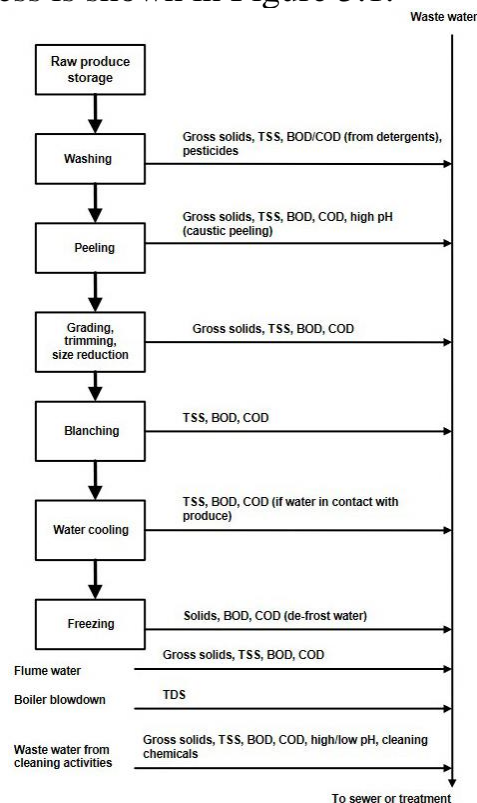 ess is shown in Figure 3.1.
Waste water
Raw produce
storage
Washing
Gross solids, TSS, BOD/COD (from detergents),
pesticides
Peeling
Gross solids, TSS, BOD, COD, high pH
(caustic peeling)
Grading,
trimming,
size reduction
Gross solids, TSS, BOD, COD
Blanching
TSS, BOD, COD
Water cooling
TSS, BOD, COD (if water in contact with
produce)
Freezing
Solids, BOD, COD (de-frost water)
Flume water
Gross solids, TSS, BOD, COD
Boiler blowdown
TDS
Waste water from
cleaning activities
Gross solids, TSS, BOD, COD, high/low pH, cleaning
chemicals
To sewer or treatment